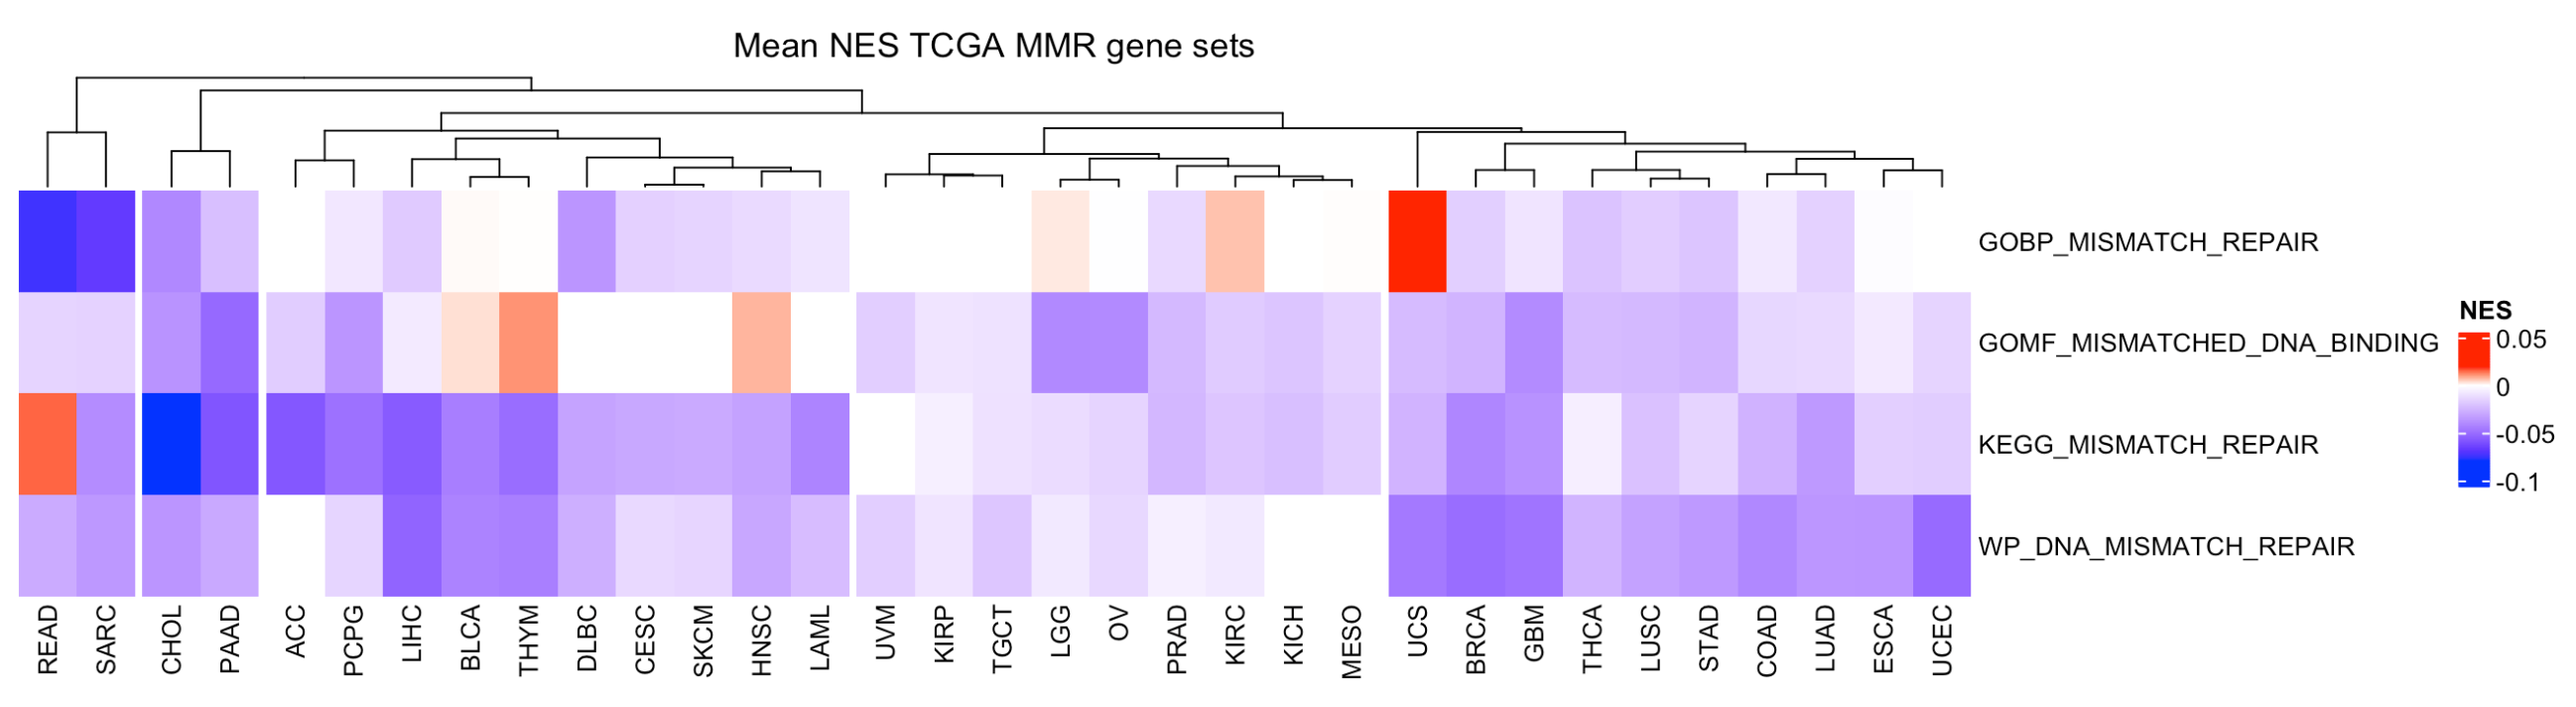 Mean NES TCGA MMR gene sets
GOBP_MISMATCH_REPAIR
GOMF_MISMATCHED_DNA_BINDING
KEGG_MISMATCH_REPAIR
WP_DNA_MISMATCH_REPAIR
NES
0.05
0
-0.05
-0.1
READ
SARC
CHOL
PAAD
ACC
PCPG
LIHC
BLCA
THYM
DLBC
CESC
SKCM
HNSC
LAML
UVM
KIRP
TGCT
LGG
OV
PRAD
KIRC
KICH
MESO
UCS
BRCA
GBM
THCA
LUSC
STAD
COAD
LUAD
ESCA
UCEC